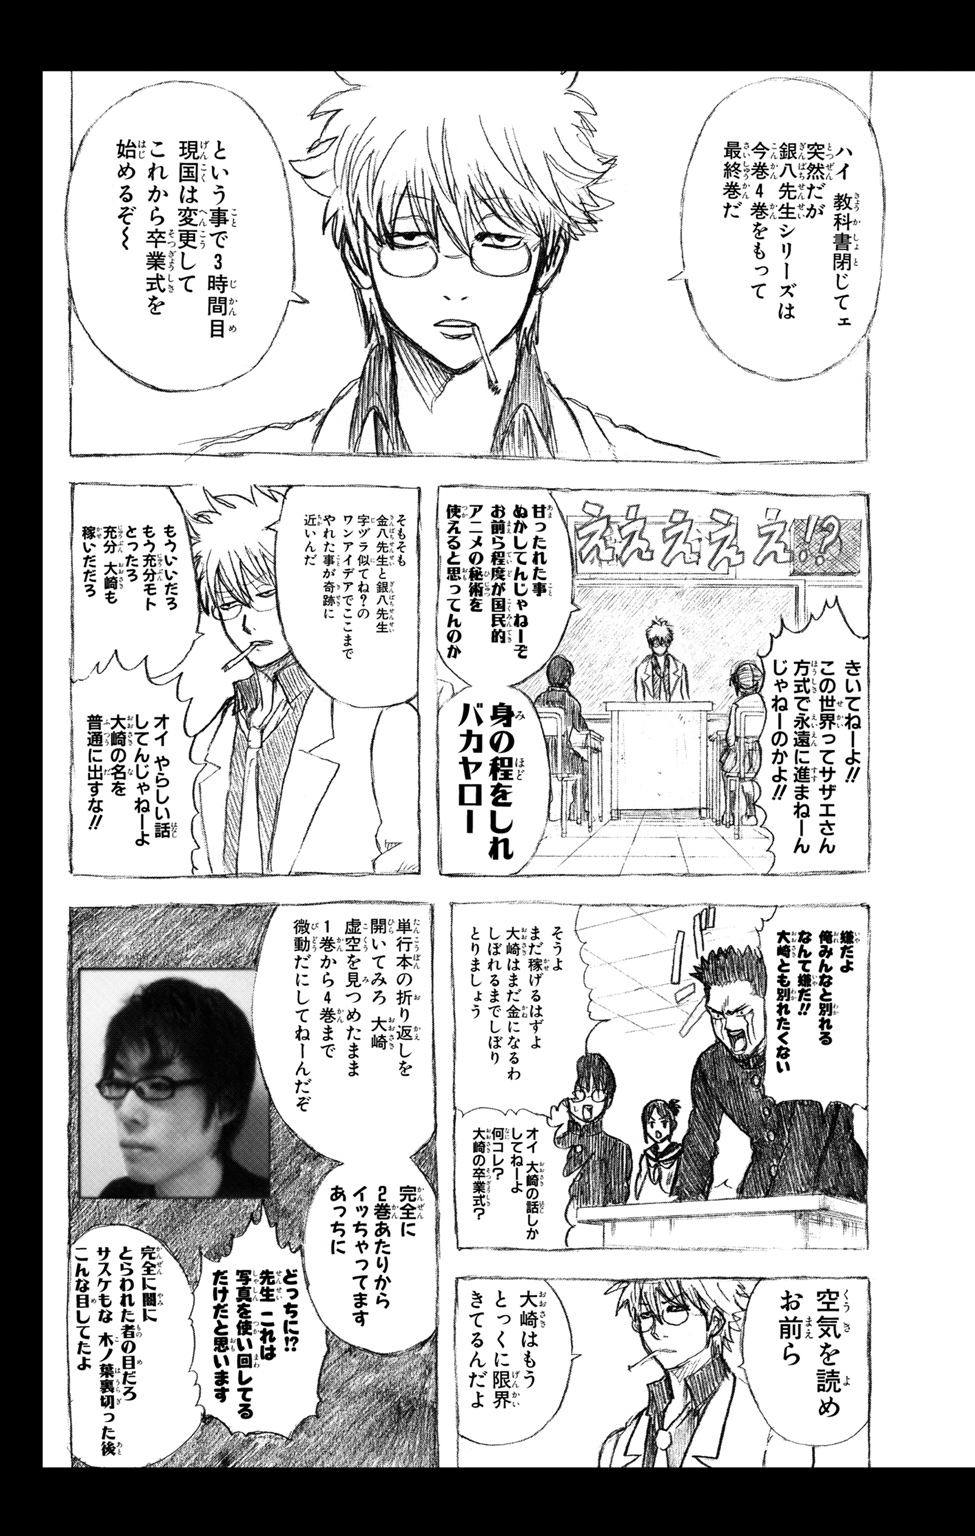 ハイ 教科書閉じてェ
突然だが
銀八先生シリーズは
今巻4巻をもって
最終巻だ
という事で3時間目
現国は変更して
これから卒業式を
始めるぞ～
ええええええ!?
きいてねーよ!!
この世界ってサザエさん
方式で永遠に進まねーん
じゃねーのかよ!!
甘ったれた事
ぬかしてんじゃねーぞ
お前ら程度が国民的
アニメの秘術を
使えると思ってんのか
身の程をしれ
バカヤロー
そもそも
金八先生と銀八先生
字ヅラ似てね?の
ワンアイデアでここまで
やれた事が奇跡に
近いんだ
もういいだろ
もう充分モト
とったろ
充分 大崎も
稼いだだろ
オイ やらしい話
してんじゃねーよ
大崎の名を
普通に出すな!!
嫌だよ
俺みんなと別れる
なんて嫌だ!!
大崎とも別れたくない
そうよ
まだ稼げるはずよ
大崎はまだ金になるわ
しぼれるまでしぼり
とりましょう
オイ 大崎の話しか
してねーよ
何コレ?
大崎の卒業式?
空気を読め
お前ら
大崎はもう
とっくに限界
きてるんだよ
単行本の折り返しを
開いてみろ 大崎
虚空を見つめたまま
1巻から4巻まで
微動だにしてねーんだぞ
完全に
2巻あたりから
イッちゃってます
あっちに
どっちに!?
先生 これは
写真を使い回してる
だけだと思います
完全に闇に
とらわれた者の目だろ
サスケもな 木ノ葉裏切った後
こんな目してたよ